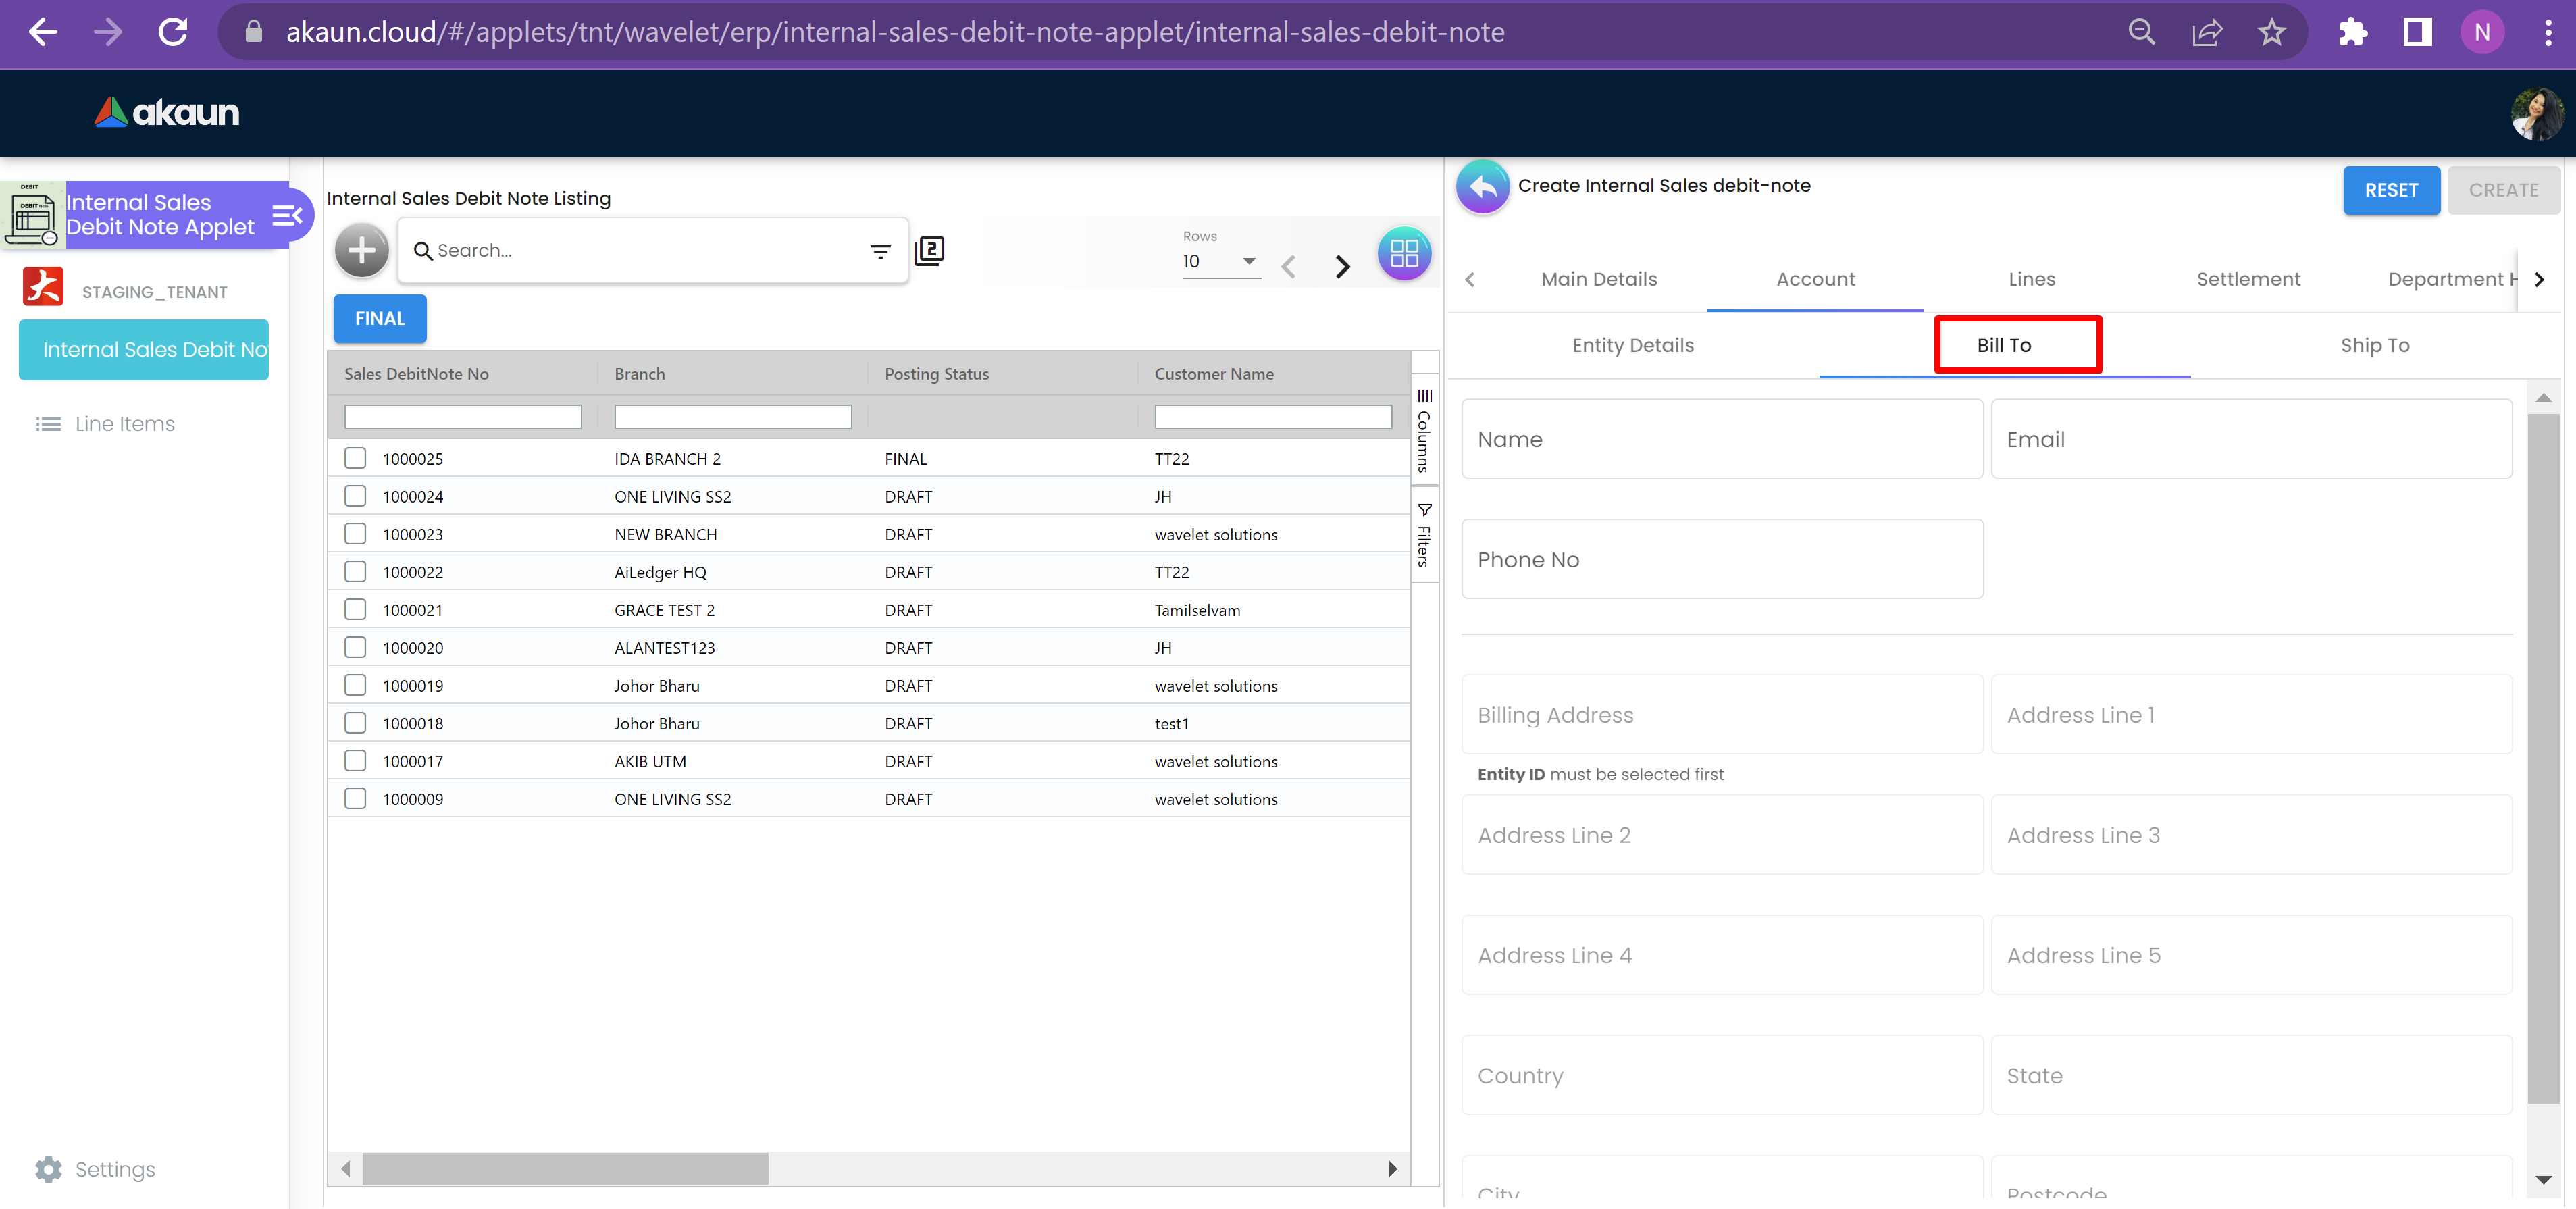 akaun.cloud/#/applets/tnt/wavelet/erp/internal-sales-debit-note-applet/internal-sales-debit-note
N
akaun
DEBIT
DEBIT
Internal Sales
Debit Note Applet
STAGING_TENANT
Internal Sales Debit No
Line Items
Settings
Internal Sales Debit Note Listing
Search...
2
Rows
10
FINAL
Sales DebitNote No Branch Posting Status Customer Name
1000025 IDA BRANCH 2 FINAL TT22
1000024 ONE LIVING SS2 DRAFT JH
1000023 NEW BRANCH DRAFT wavelet solutions
1000022 AiLedger HQ DRAFT TT22
1000021 GRACE TEST 2 DRAFT Tamilselvam
1000020 ALANTEST123 DRAFT JH
1000019 Johor Bharu DRAFT wavelet solutions
1000018 Johor Bharu DRAFT test1
1000017 AKIB UTM DRAFT wavelet solutions
1000009 ONE LIVING SS2 DRAFT wavelet solutions
Columns
Filters
Create Internal Sales debit-note
RESET CREATE
Main Details Account Lines Settlement Department H
Entity Details Bill To Ship To
Name Email
Phone No
Billing Address Address Line 1
Entity ID must be selected first
Address Line 2 Address Line 3
Address Line 4 Address Line 5
Country State
City Postcode